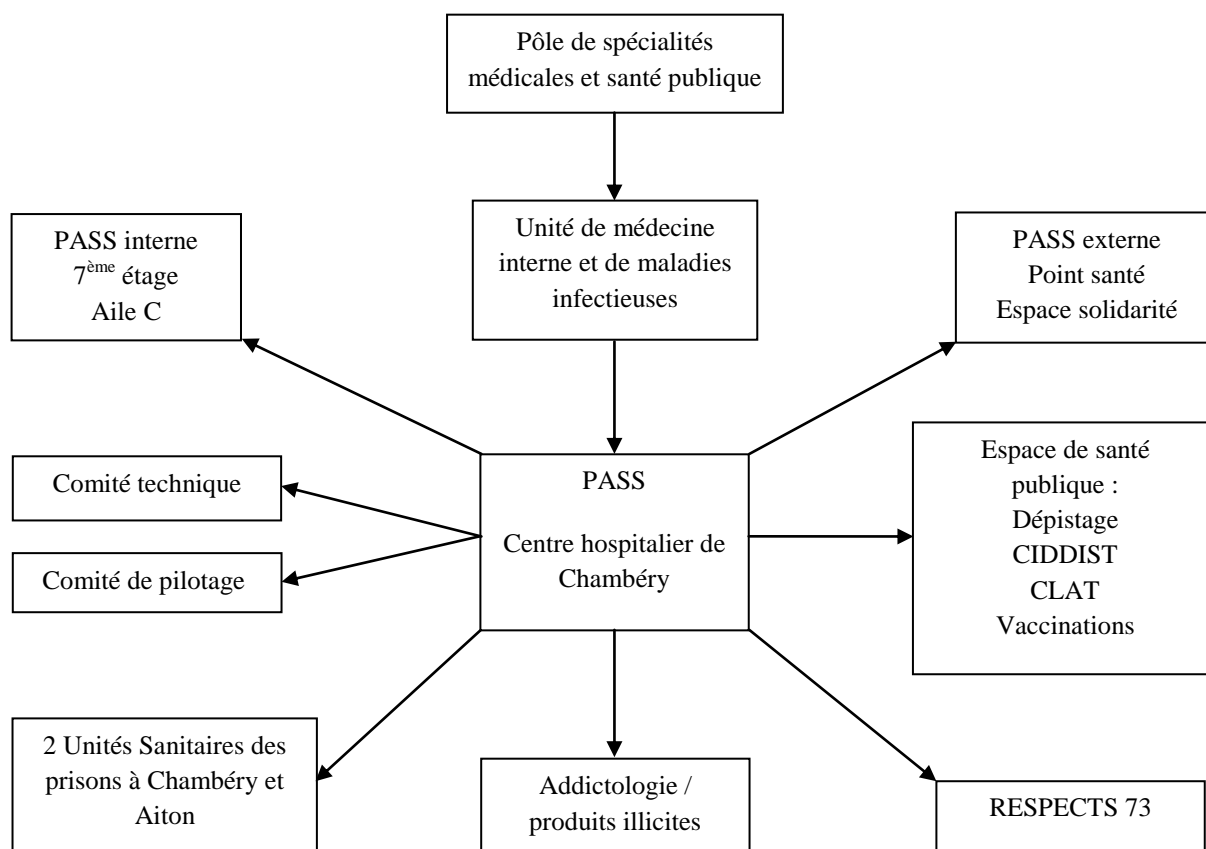 Pôle de spécialités
médicales et santé publique
Unité de médecine
interne et de maladies
infectieuses
PASS interne
7ème étage
Aile C
PASS externe
Point santé
Espace solidarité
Comité technique
Comité de pilotage
PASS
Centre hospitalier de
Chambéry
Espace de santé
publique :
Dépistage
CIDDIST
CLAT
Vaccinations
2 Unités Sanitaires des
prisons à Chambéry et
Aiton
Addictologie /
produits illicites
RESPECTS 73